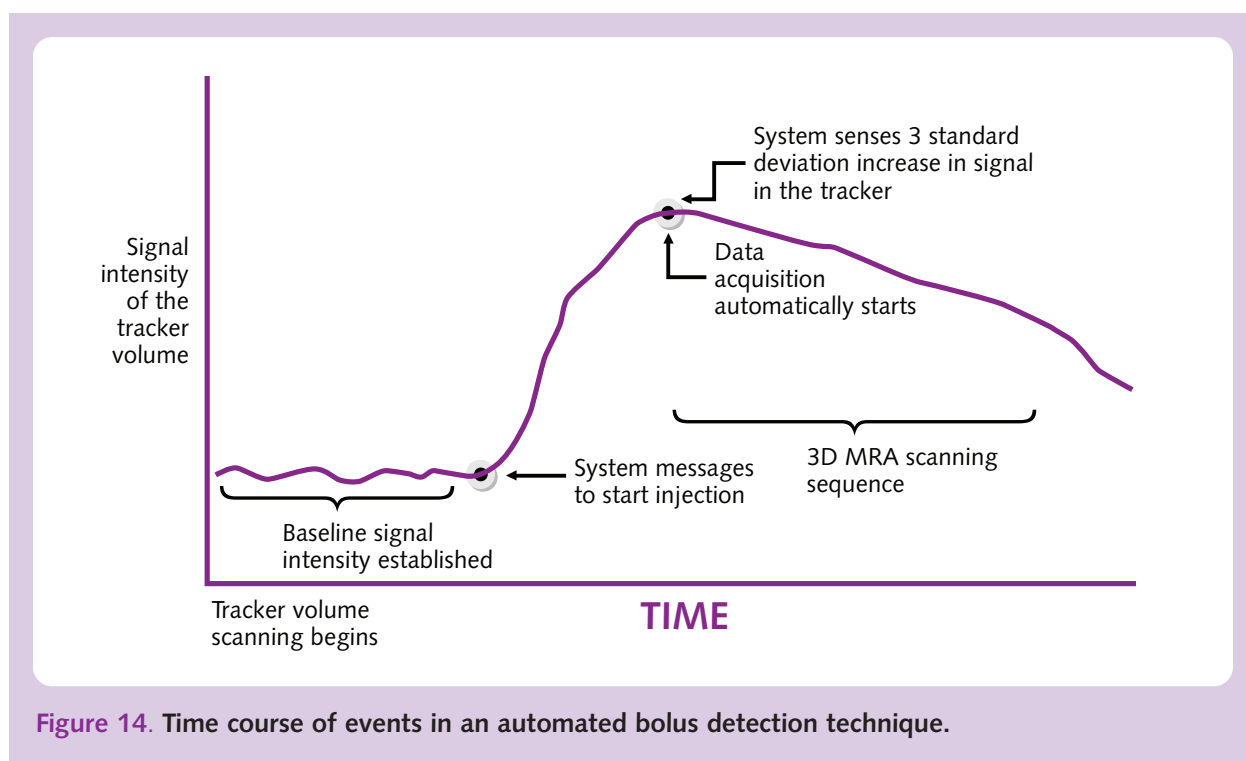 System senses 3 standard
deviation increase in signal
in the tracker
Signal
intensity
of the
tracker
volume
Data
acquisition
automatically starts
3D MRA scanning
sequence
System messages
to start injection
Baseline signal
intensity established
Tracker volume
scanning begins
TIME
Figure 14. Time course of events in an automated bolus detection technique.